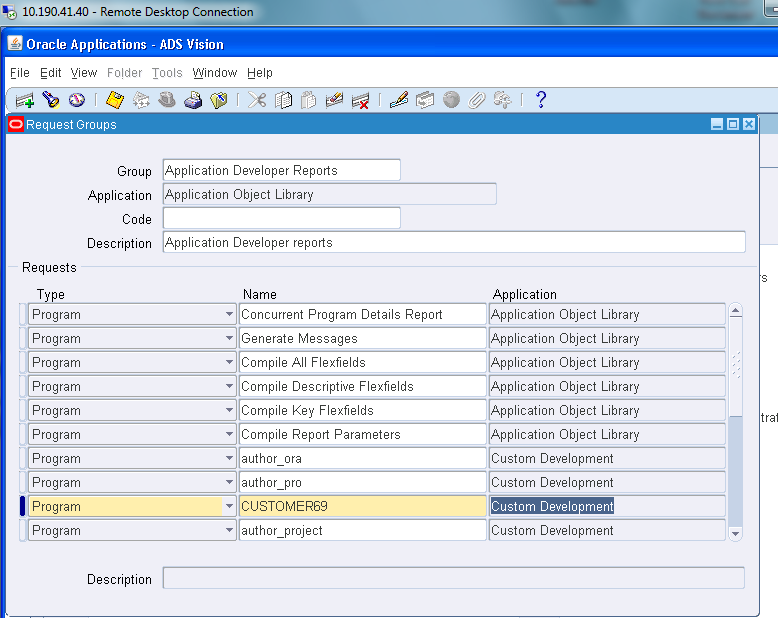 10.190.41.40 - Remote Desktop Connection
Oracle Applications - ADS Vision
File Edit View Folder Tools Window Help
Request Groups
Group Application Developer Reports
Application Application Object Library
Code
Description Application Developer reports
Requests
Type Name Application
Program Concurrent Program Details Report Application Object Library
Program Generate Messages Application Object Library
Program Compile All Flexfields Application Object Library
Program Compile Descriptive Flexfields Application Object Library
Program Compile Key Flexfields Application Object Library
Program Compile Report Parameters Application Object Library
Program author_ora Custom Development
Program author_pro Custom Development
Program CUSTOMER69 Custom Development
Program author_project Custom Development
Description